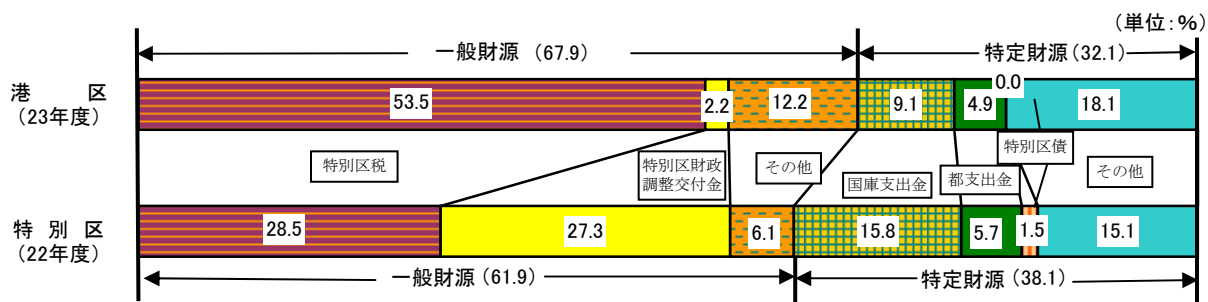 (単位:%)
一般財源 (67.9)
特定財源 (32.1)
港 区
(23年度)
53.5
2.2
12.2
9.1
4.9
0.0
18.1
特別区税
特別区財政
調整交付金
その他
国庫支出金
都支出金
特別区債
その他
特 別 区
(22年度)
28.5
27.3
6.1
15.8
5.7
1.5
15.1
一般財源 (61.9)
特定財源 (38.1)